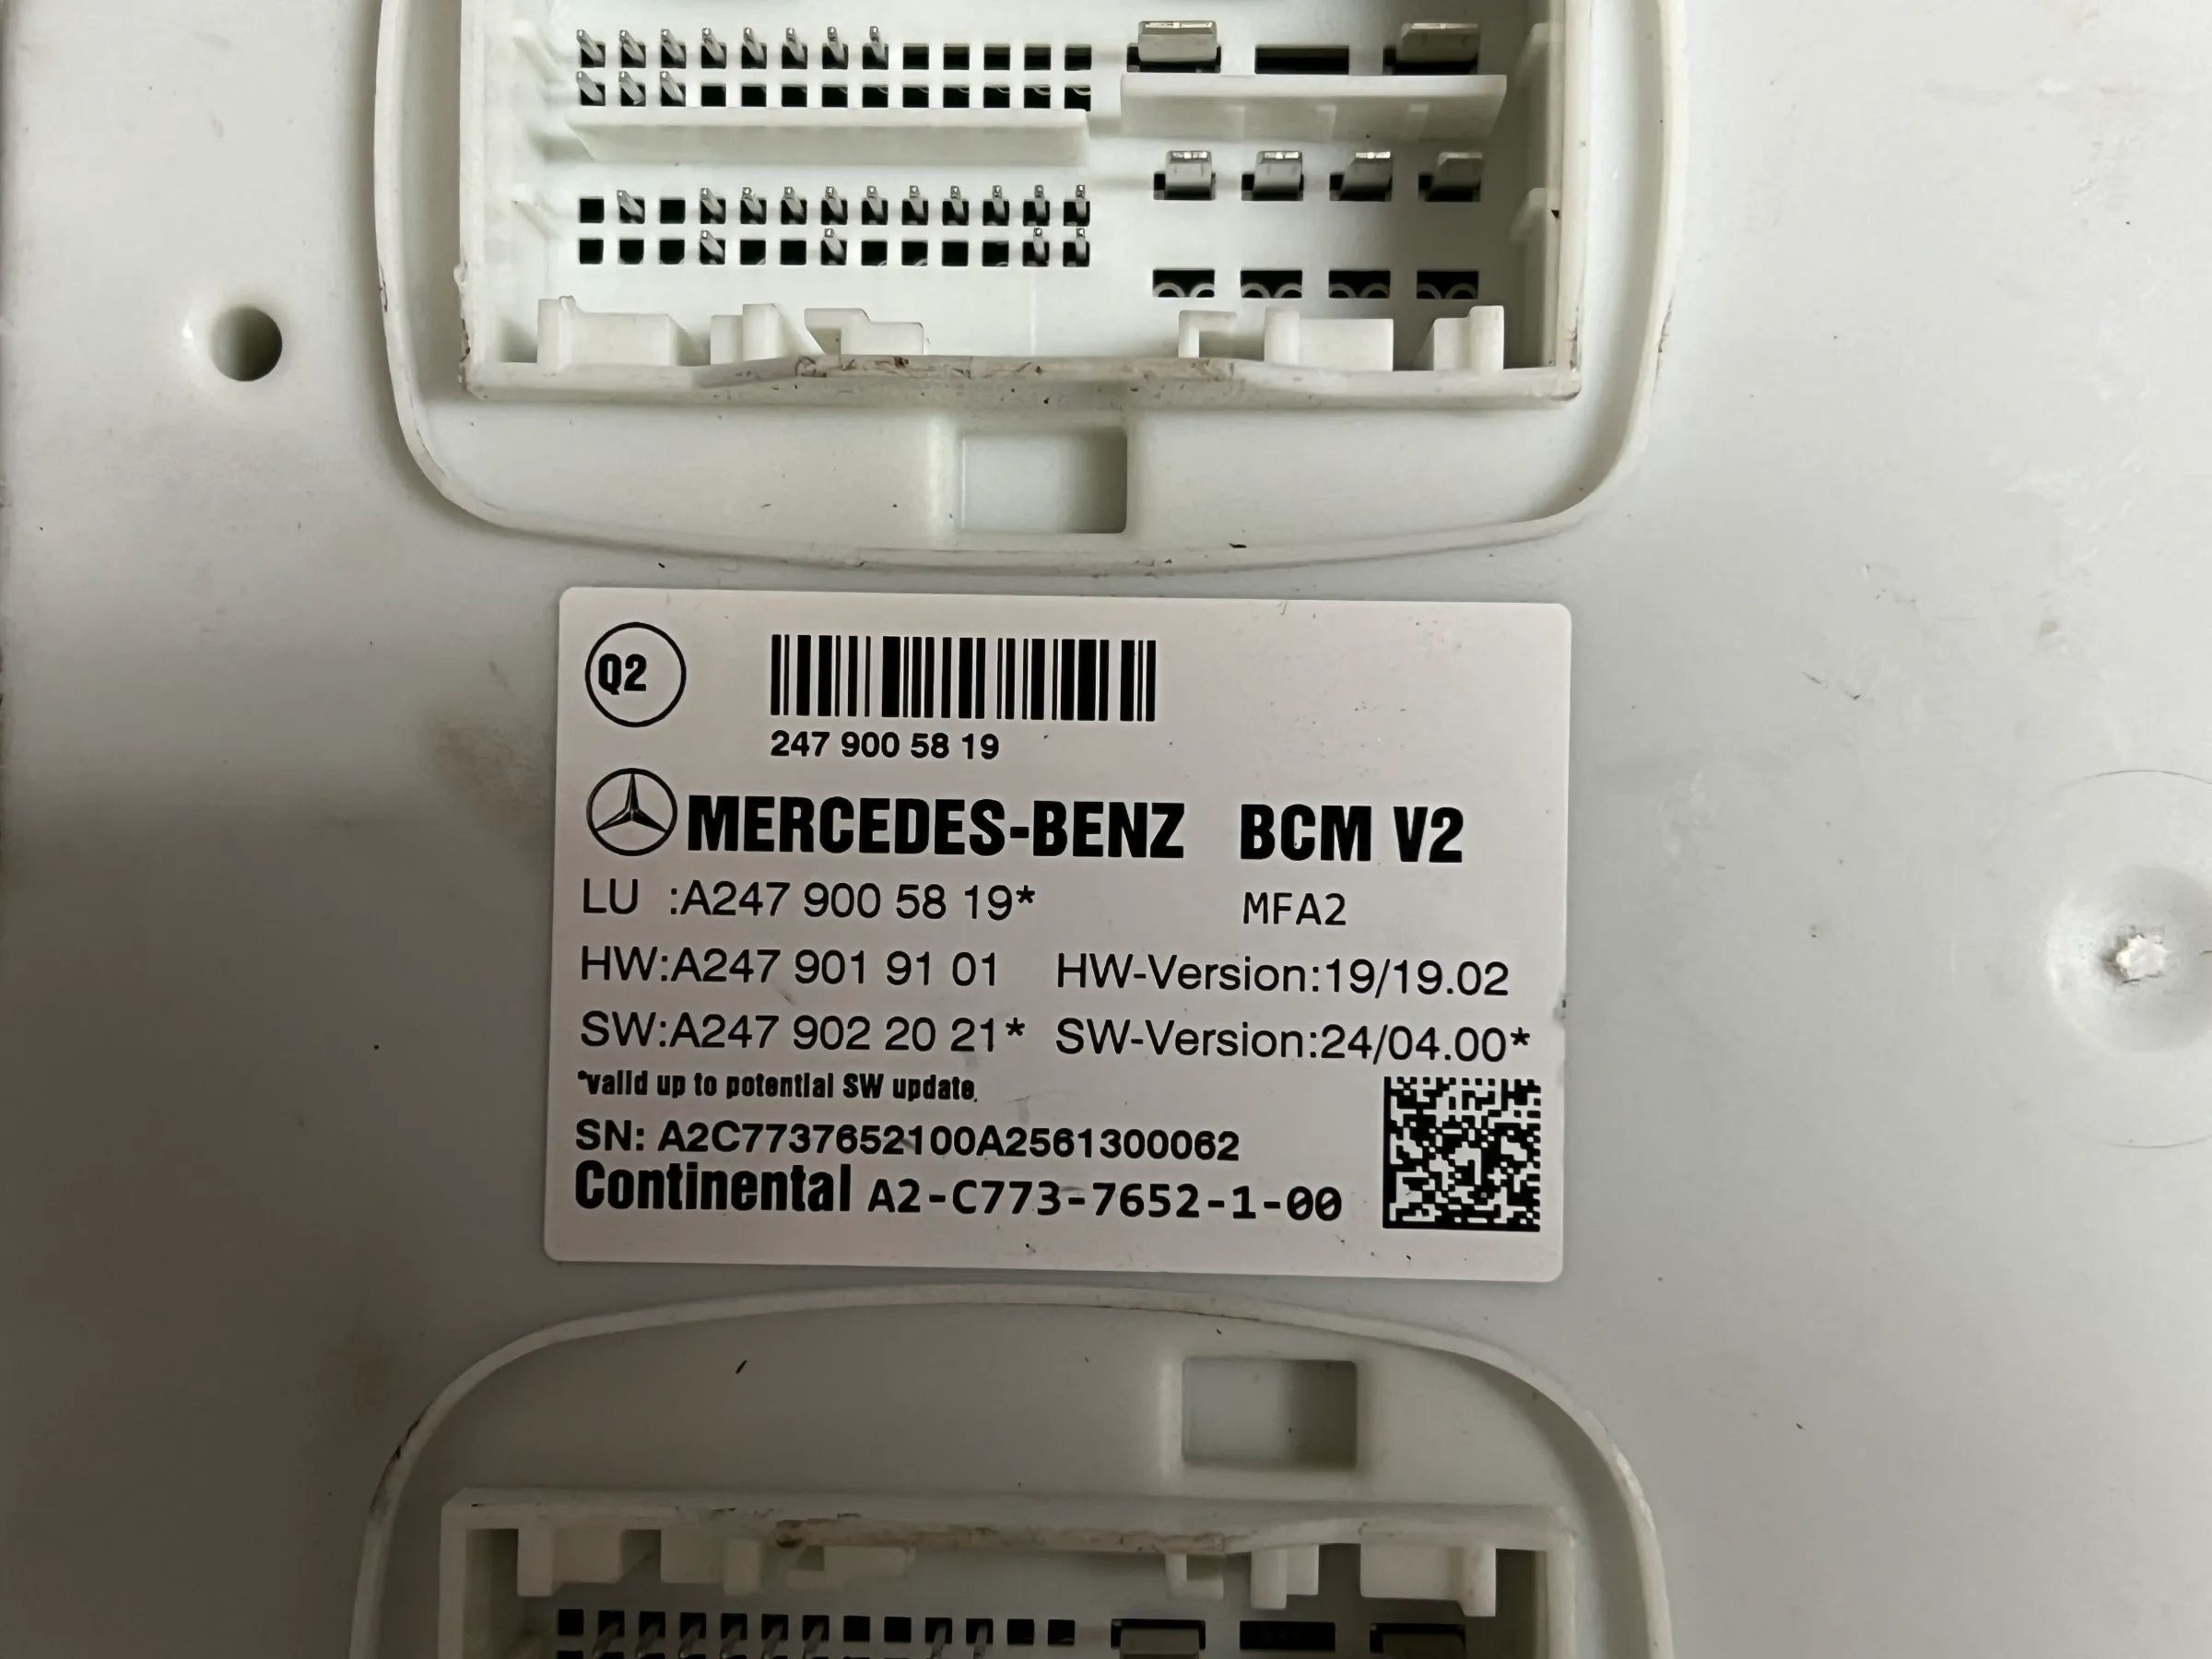 Q2
247 900 58 19
MERCEDES-BENZ BCM V2
LU :A247 900 58 19* MFA2
HW:A247 901 91 01 HW-Version:19/19.02
SW:A247 902 20 21* SW-Version:24/04.00*
*valid up to potential SW update.
SN: A2C7737652100A2561300062
Continental A2-C773-7652-1-00